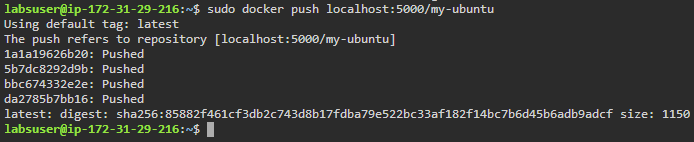 labsuser@ip-172-31-29-216:~$ sudo docker push localhost:5000/my-ubuntu
Using default tag: latest
The push refers to repository [localhost:5000/my-ubuntu]
1a1a19626b20: Pushed
5b7dc8292d9b: Pushed
bbc674332e2e: Pushed
da2785b7bb16: Pushed
latest: digest: sha256:85882f461cf3db2c743d8b17fdba79e522bc33af182f14bc7b6d45b6adb9adcf size: 1150
labsuser@ip-172-31-29-216:~$